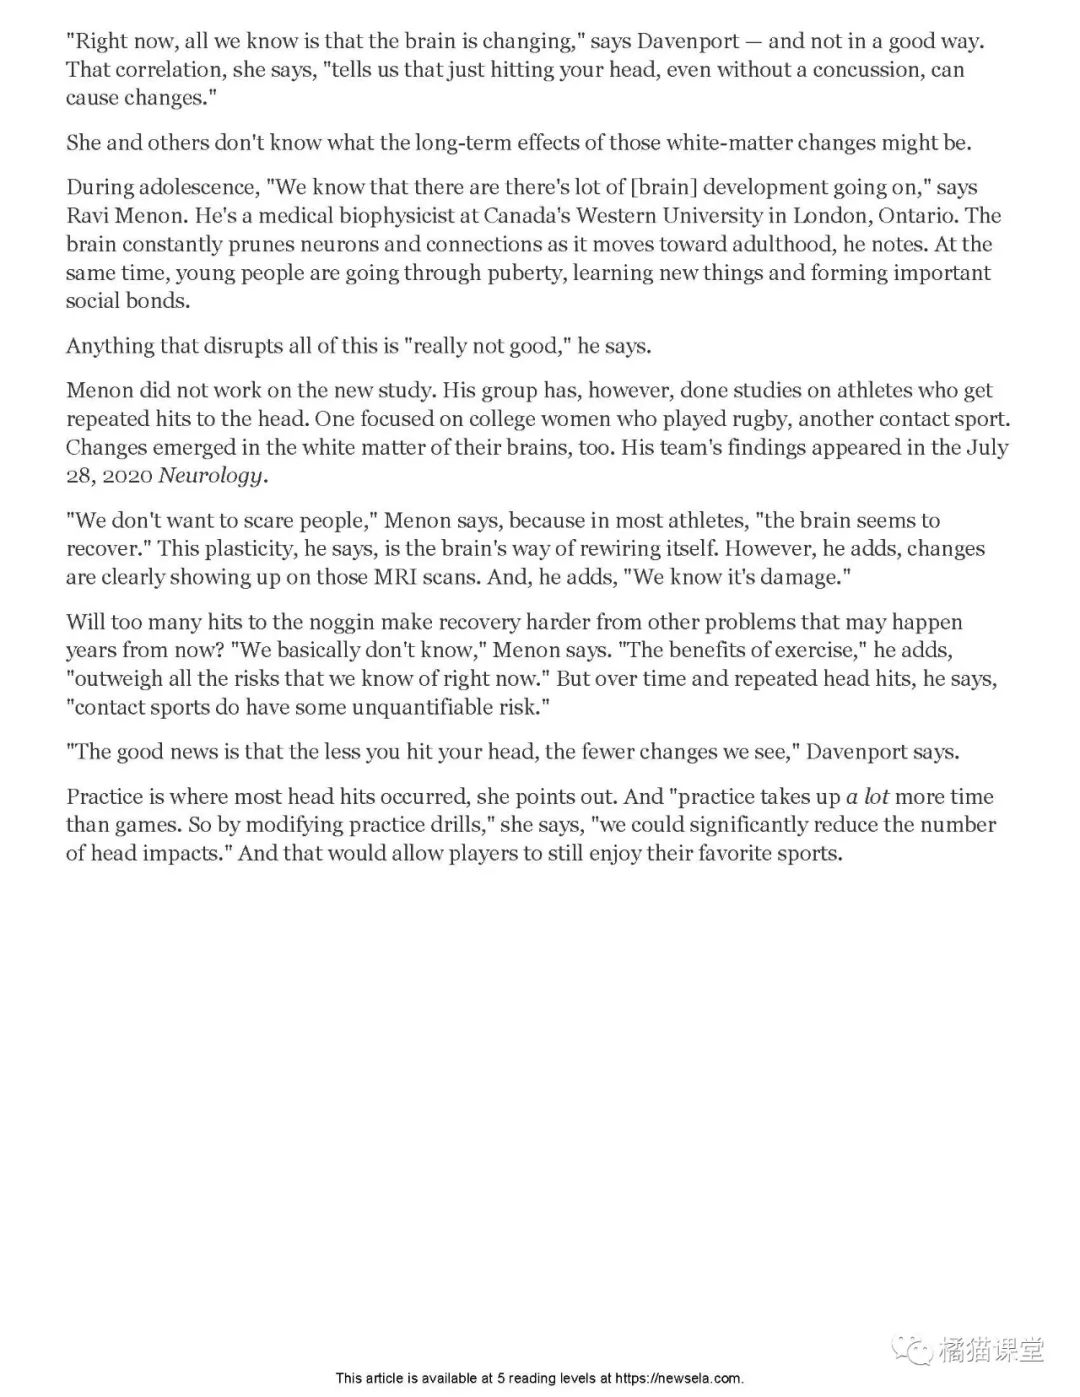 "Right now, all we know is that the brain is changing," says Davenport — and not in a good way.
That correlation, she says, "tells us that just hitting your head, even without a concussion, can
cause changes."
She and others don't know what the long-term effects of those white-matter changes might be.
During adolescence, "We know that there are there's lot of [brain] development going on," says
Ravi Menon. He's a medical biophysicist at Canada's Western University in London, Ontario. The
brain constantly prunes neurons and connections as it moves toward adulthood, he notes. At the
same time, young people are going through puberty, learning new things and forming important
social bonds.
Anything that disrupts all of this is "really not good," he says.
Menon did not work on the new study. His group has, however, done studies on athletes who get
repeated hits to the head. One focused on college women who played rugby, another contact sport.
Changes emerged in the white matter of their brains, too. His team's findings appeared in the July
28, 2020 Neurology.
"We don't want to scare people," Menon says, because in most athletes, "the brain seems to
recover." This plasticity, he says, is the brain's way of rewiring itself. However, he adds, changes
are clearly showing up on those MRI scans. And, he adds, "We know it's damage."
Will too many hits to the noggin make recovery harder from other problems that may happen
years from now? "We basically don't know," Menon says. "The benefits of exercise," he adds,
"outweigh all the risks that we know of right now." But over time and repeated head hits, he says,
"contact sports do have some unquantifiable risk."
"The good news is that the less you hit your head, the fewer changes we see," Davenport says.
Practice is where most head hits occurred, she points out. And "practice takes up a lot more time
than games. So by modifying practice drills," she says, "we could significantly reduce the number
of head impacts." And that would allow players to still enjoy their favorite sports.
橘猫课堂
This article is available at 5 reading levels at https://newsela.com.